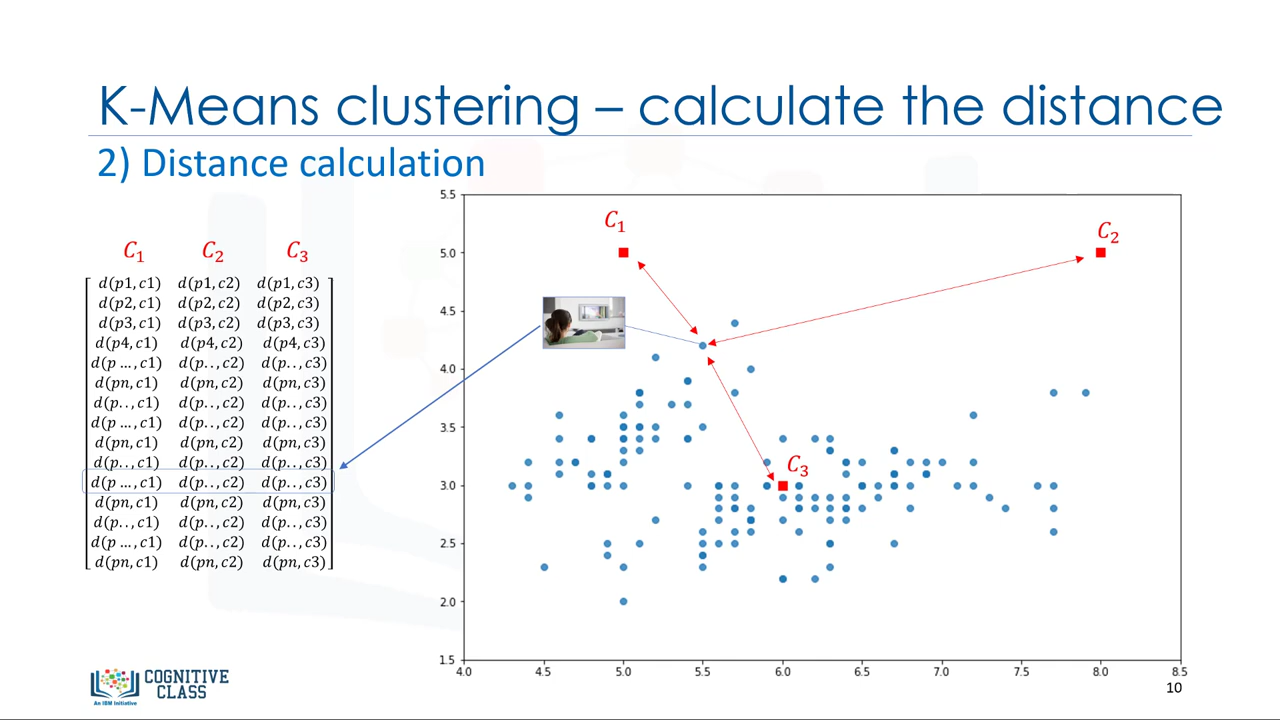 K-Means clustering – calculate the distance
2) Distance calculation
C₁ C₂ C₃
d(p1, c1) d(p1, c2) d(p1, c3)
d(p2, c1) d(p2, c2) d(p2, c3)
d(p3, c1) d(p3, c2) d(p3, c3)
d(p4, c1) d(p4, c2) d(p4, c3)
d(p ..., c1) d(p . ., c2) d(p . ., c3)
d(pn, c1) d(pn, c2) d(pn, c3)
d(p . ., c1) d(p . ., c2) d(p . ., c3)
d(p ..., c1) d(p . ., c2) d(p . ., c3)
d(pn, c1) d(pn, c2) d(pn, c3)
d(p . ., c1) d(p . ., c2) d(p . ., c3)
d(p ..., c1) d(p . ., c2) d(p . ., c3)
d(pn, c1) d(pn, c2) d(pn, c3)
d(p . ., c1) d(p . ., c2) d(p . ., c3)
d(p ..., c1) d(p . ., c2) d(p . ., c3)
d(pn, c1) d(pn, c2) d(pn, c3)
5.5
5.0
4.5
4.0
3.5
3.0
2.5
2.0
1.5
C₁
C₂
C₃
4.0 4.5 5.0 5.5 6.0 6.5 7.0 7.5 8.0 8.5
COGNITIVE
CLASS
An IBM Initiative
10